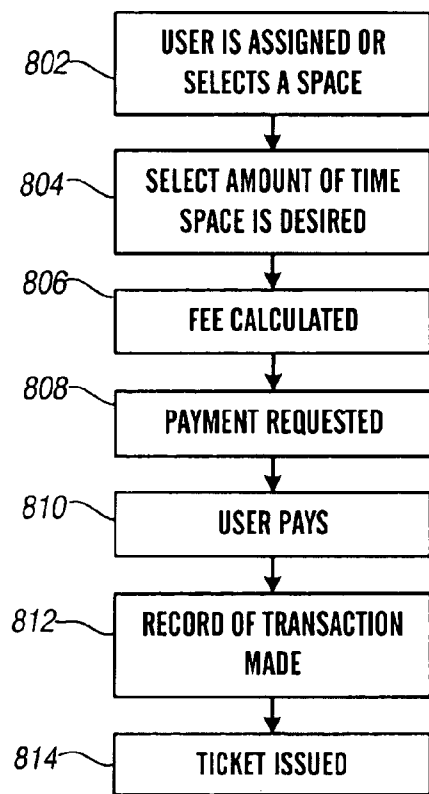 802
USER IS ASSIGNED OR
SELECTS A SPACE
804
SELECT AMOUNT OF TIME
SPACE IS DESIRED
806
FEE CALCULATED
808
PAYMENT REQUESTED
810
USER PAYS
812
RECORD OF TRANSACTION
MADE
814
TICKET ISSUED